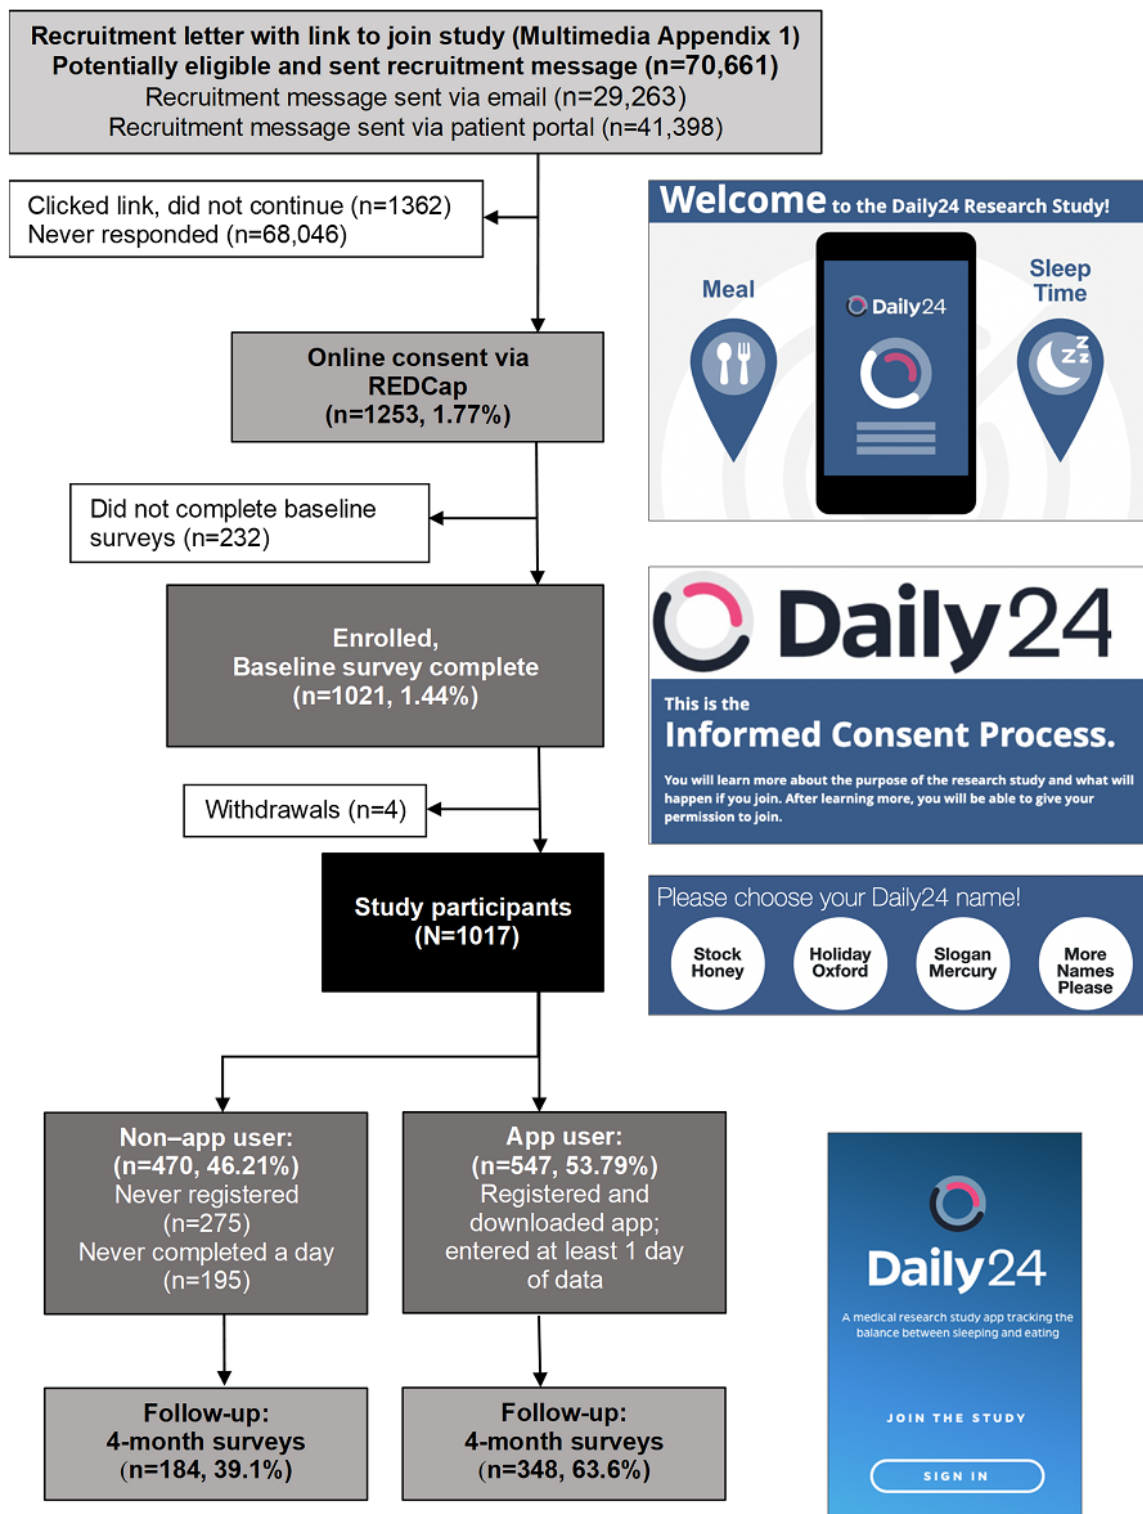 Recruitment letter with link to join study (Multimedia Appendix 1)
Potentially eligible and sent recruitment message (n=70,661)
Recruitment message sent via email (n=29,263)
Recruitment message sent via patient portal (n=41,398)
Clicked link, did not continue (n=1362)
Never responded (n=68,046)
Online consent via
REDCap
(n=1253, 1.77%)
Did not complete baseline
surveys (n=232)
Enrolled,
Baseline survey complete
(n=1021, 1.44%)
Withdrawals (n=4)
Study participants
(N=1017)
Non–app user:
(n=470, 46.21%)
Never registered
(n=275)
Never completed a day
(n=195)
App user:
(n=547, 53.79%)
Registered and
downloaded app;
entered at least 1 day
of data
Follow-up:
4-month surveys
(n=184, 39.1%)
Follow-up:
4-month surveys
(n=348, 63.6%)
Welcome to the Daily24 Research Study!
Meal
Daily24
Sleep
Time
z z z
Daily24
This is the
Informed Consent Process.
You will learn more about the purpose of the research study and what will
happen if you join. After learning more, you will be able to give your
permission to join.
Please choose your Daily24 name!
Stock
Honey
Holiday
Oxford
Slogan
Mercury
More
Names
Please
Daily24
A medical research study app tracking the
balance between sleeping and eating
JOIN THE STUDY
SIGN IN